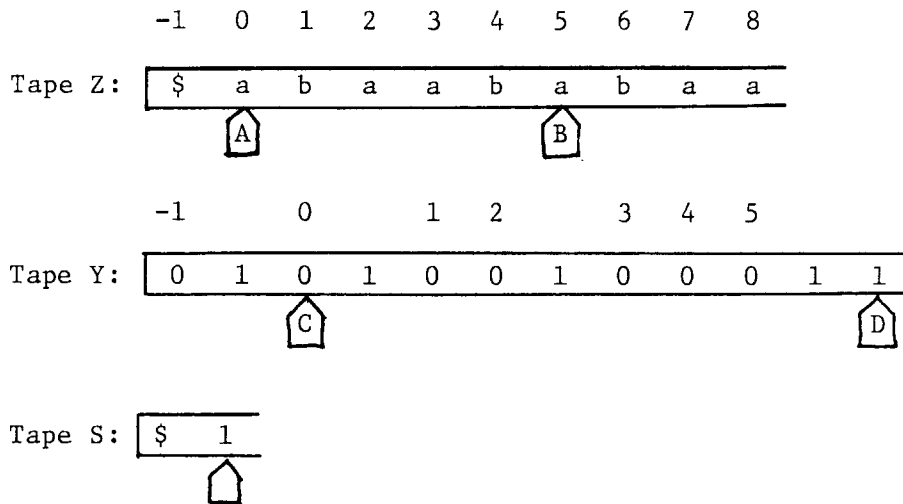 -1 0 1 2 3 4 5 6 7 8
Tape Z: $ a b a a b a b a a
A B
-1 0 1 2 3 4 5
Tape Y: 0 1 0 1 0 0 1 0 0 0 1 1
C D
Tape S: $ 1